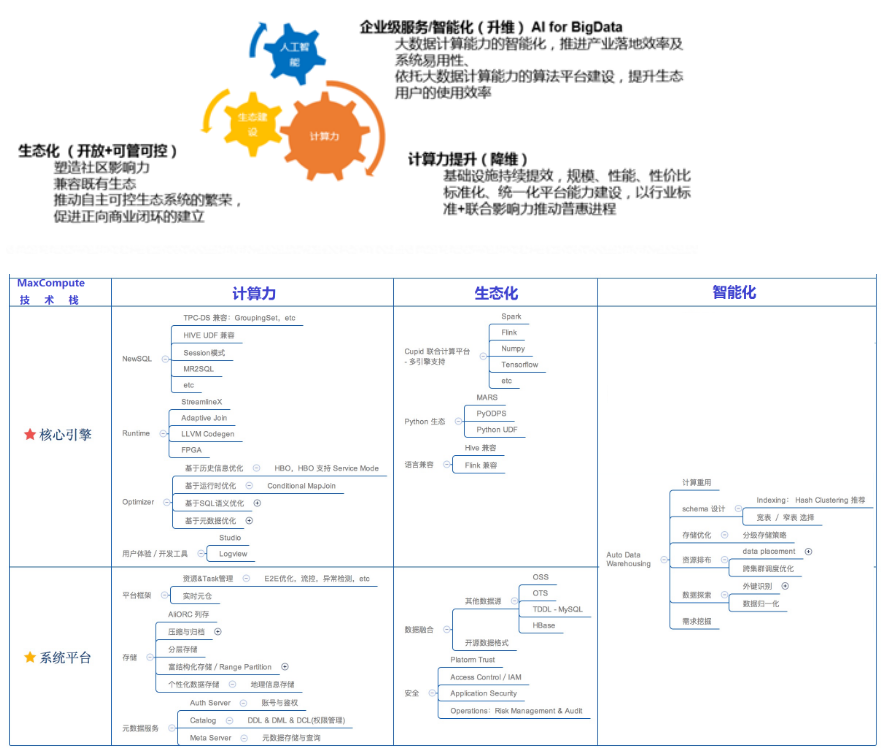 企业级服务/智能化（升维） AI for BigData
大数据计算能力的智能化，推进产业落地效率及
系统易用性、
依托大数据计算能力的算法平台建设，提升生态
用户的使用效率
人工智
能
生态建
设
计算力
生态化 （开放+可管可控）
塑造社区影响力
兼容既有生态
推动自主可控生态系统的繁荣，
促进正向商业闭环的建立
计算力提升（降维）
基础设施持续提效，规模、性能、性价比
标准化、统一化平台能力建设，以行业标
准+联合影响力推动普惠进程
MaxCompute
技 术 栈
计算力
生态化
智能化
核心引擎
NewSQL
TPC-DS 兼容：GroupingSet，etc
HIVE UDF 兼容
Session模式
MR2SQL
etc
Runtime
StreamlineX
Adaptive Join
LLVM Codegen
FPGA
Optimizer
基于历史信息优化
HBO，HBO 支持 Service Mode
基于运行时优化
Conditional MapJoin
基于SQL语义优化
基于元数据优化
用户体验 / 开发工具
Studio
Logview
Cupid 联合计算平台
- 多引擎支持
Spark
Flink
Numpy
Tensorflow
etc
Python 生态
MARS
PyODPS
Python UDF
语言兼容
Hive 兼容
Flink 兼容
系统平台
平台框架
资源&Task管理
E2E优化、流控，异常检测，etc
实时元仓
存储
AliORC 列存
压缩与归档
分层存储
富结构化存储 / Range Partition
个性化数据存储
地理信息存储
元数据服务
Auth Server
账号与鉴权
Catalog
DDL & DML & DCL(权限管理)
Meta Server
元数据存储与查询
数据融合
其他数据源
OSS
OTS
TDDL - MySQL
HBase
开源数据格式
安全
Platorm Trust
Access Control / IAM
Application Security
Operations：Risk Management & Audit
Auto Data
Warehousing
计算重用
schema 设计
Indexing： Hash Clustering 推荐
宽表 / 窄表 选择
存储优化
分级存储策略
资源排布
data placement
跨集群调度优化
数据探索
外键识别
数据归一化
需求挖掘